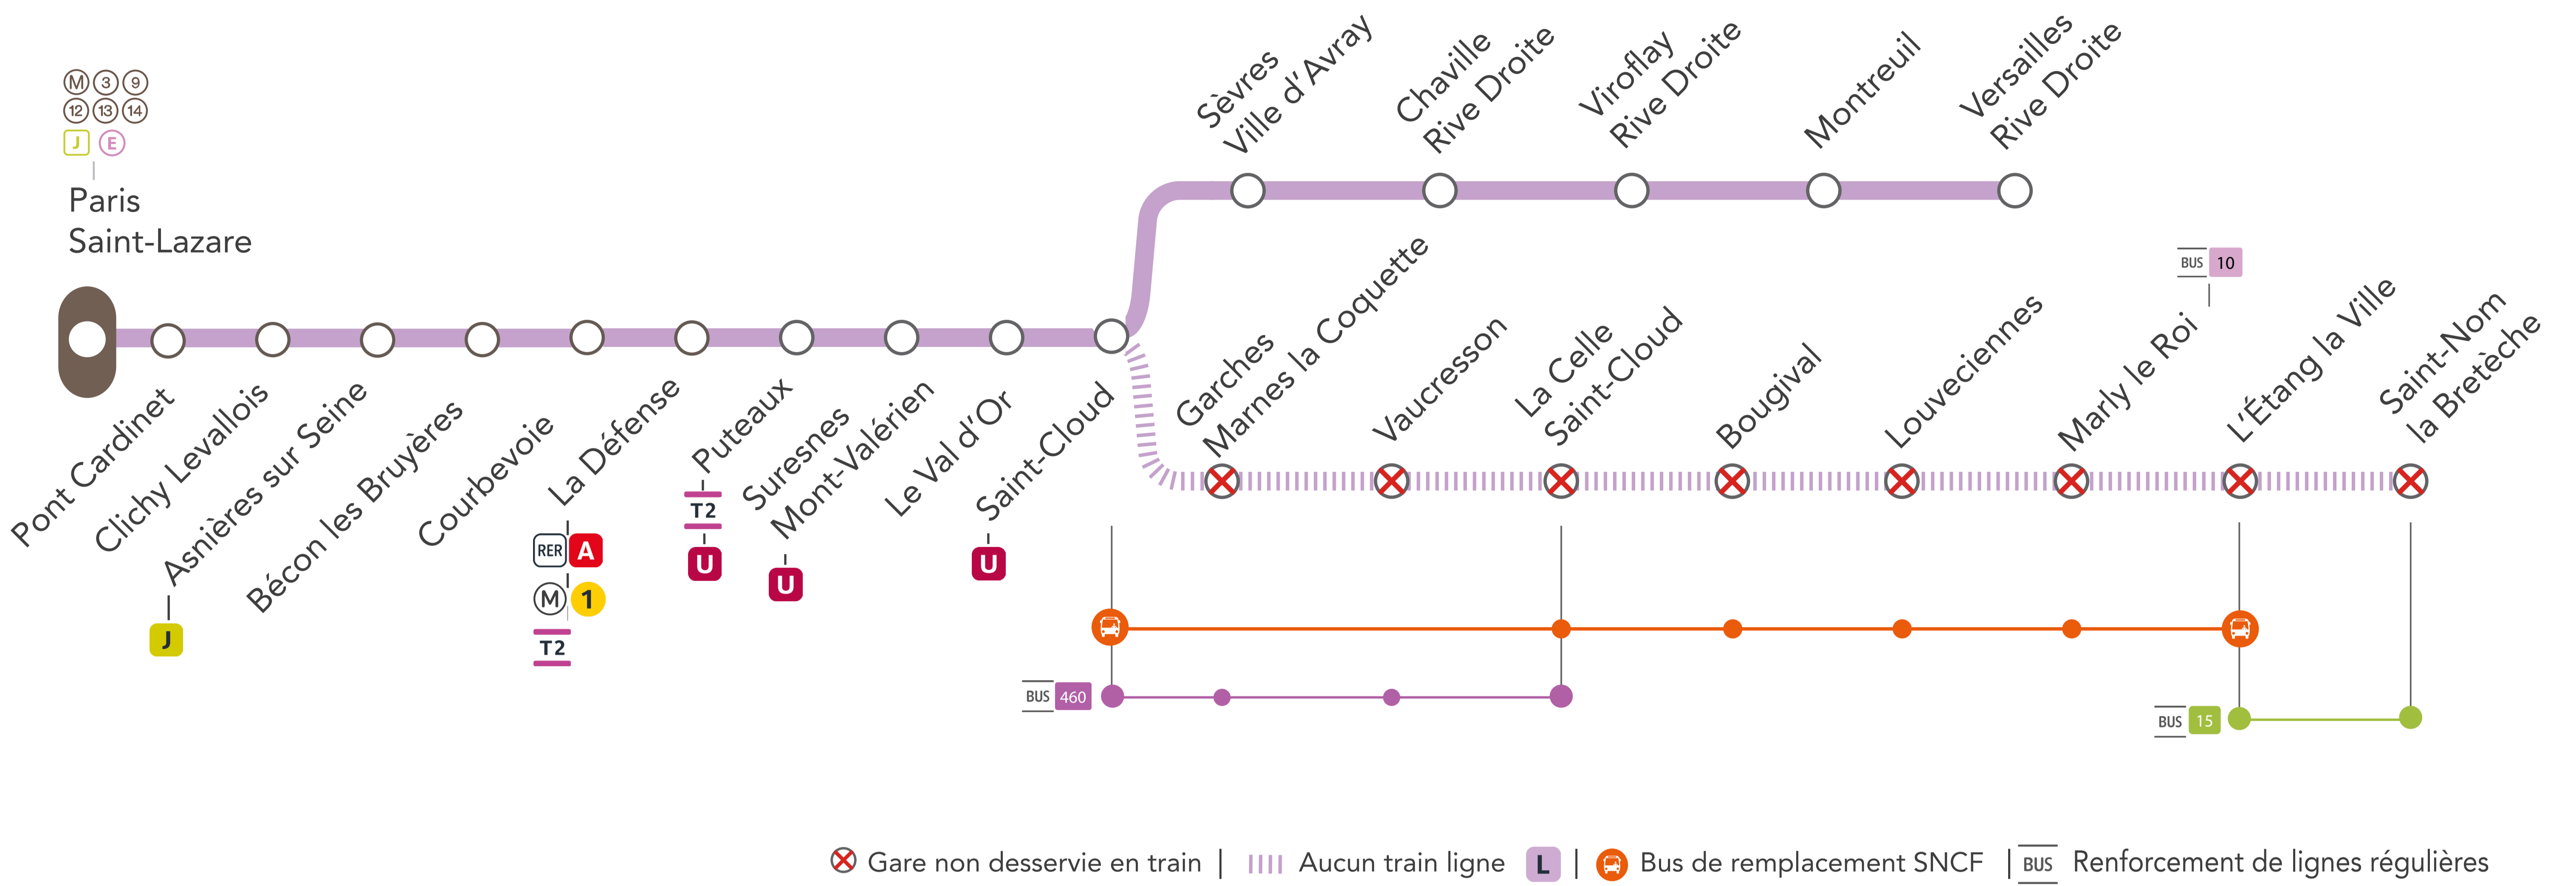 M 3 9
12 13 14
J E
Paris
Saint-Lazare
Pont Cardinet
Clichy Levallois
Asnières sur Seine
J
Bécon les Bruyères
Courbevoie
La Défense
RER A
M 1
T2
Puteaux
T2
U
Suresnes
Mont-Valérien
U
Le Val d'Or
Saint-Cloud
U
Sèvres
Ville d'Avray
Chaville
Rive Droite
Viroflay
Rive Droite
Montreuil
Versailles
Rive Droite
Garches
Marnes la Coquette
Vaucresson
La Celle
Saint-Cloud
Bougival
Louveciennes
BUS 10
Marly le Roi
L'Étang la Ville
Saint-Nom
la Bretèche
BUS 460
BUS 15
Gare non desservie en train | Aucun train ligne L | Bus de remplacement SNCF | BUS Renforcement de lignes régulières